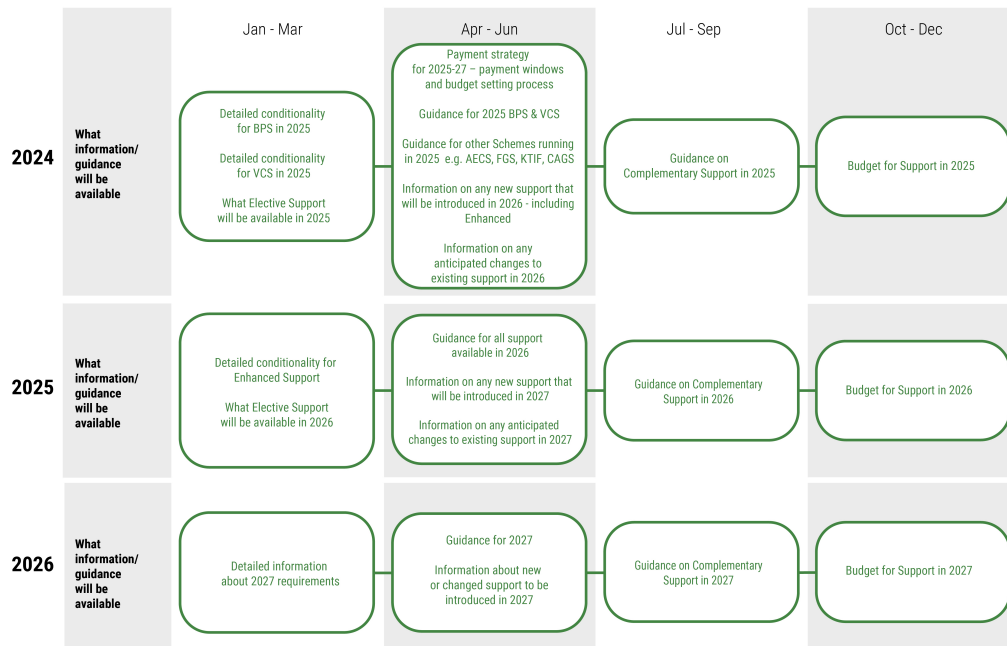 Jan - Mar
Apr - Jun
Jul - Sep
Oct - Dec
2024
What
information/
guidance
will be
available
Detailed conditionality
for BPS in 2025
Detailed conditionality
for VCS in 2025
What Elective Support
will be available in 2025
Payment strategy
for 2025-27 – payment windows
and budget setting process
Guidance for 2025 BPS & VCS
Guidance for other Schemes running
in 2025 e.g. AECS, FGS, KTIF, CAGS
Information on any new support that
will be introduced in 2026 - including
Enhanced
Information on any
anticipated changes to
existing support in 2026
Guidance on
Complementary Support in 2025
Budget for Support in 2025
2025
What
information/
guidance
will be
available
Detailed conditionality for
Enhanced Support
What Elective Support
will be available in 2026
Guidance for all support
available in 2026
Information on any new support that
will be introduced in 2027
Information on any anticipated
changes to existing support in 2027
Guidance on Complementary
Support in 2026
Budget for Support in 2026
2026
What
information/
guidance
will be
available
Detailed information
about 2027 requirements
Guidance for 2027
Information about new
or changed support to be
introduced in 2027
Guidance on Complementary
Support in 2027
Budget for Support in 2027